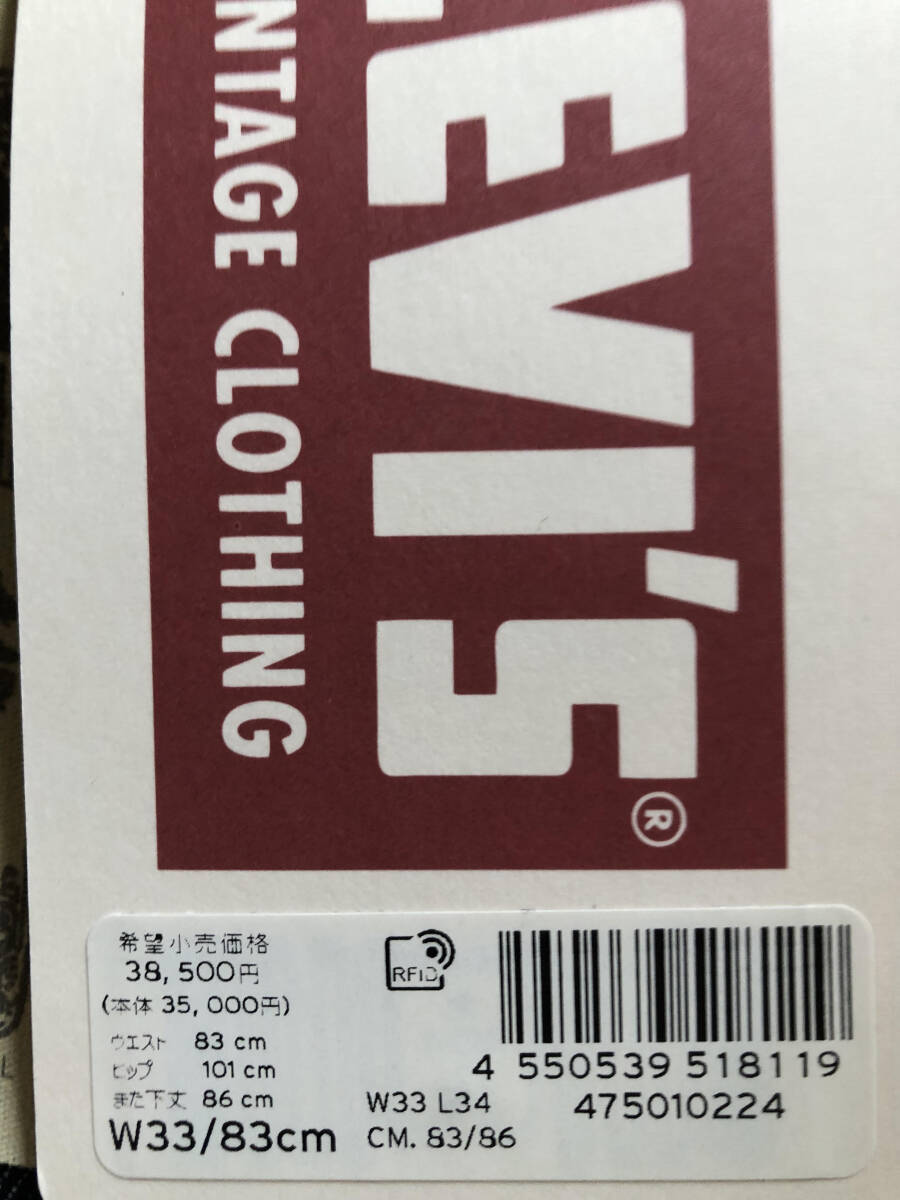 EVI'S®
NTAGE CLOTHING
希望小売価格
38,500円
(本体 35,000円)
ウエスト 83 cm
ヒップ 101 cm
また下丈 86 cm
W33/83cm
RFID
W33 L34
CM. 83/86
4 550539 518119
475010224
L